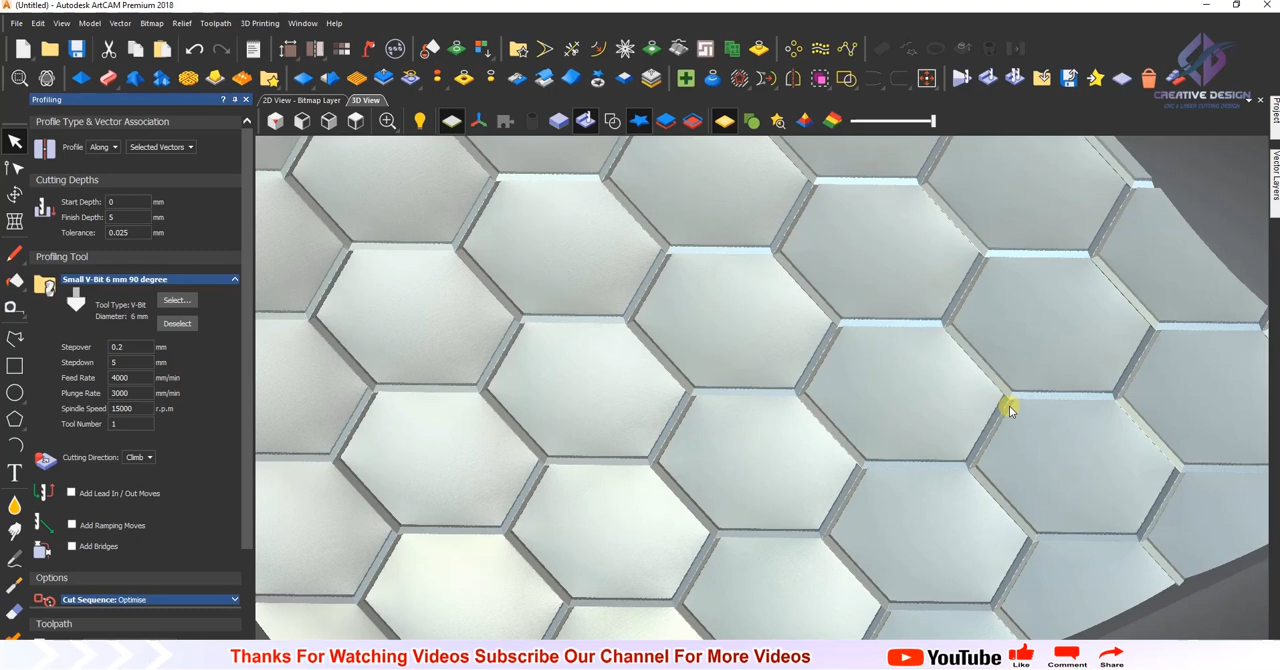 (Untitled) - Autodesk ArtCAM Premium 2018
File Edit View Model Vector Bitmap Relief Toolpath 3D Printing Window Help
CREATIVE DESIGN
CNC & LASER CUTTING DESIGN
Profiling ?
2D View - Bitmap Layer 3D View
Project
Vector Layers
Profile Type & Vector Association
Profile Along Selected Vectors
Cutting Depths
Start Depth: 0 mm
Finish Depth: 5 mm
Tolerance: 0.025 mm
Profiling Tool
Small V-Bit 6 mm 90 degree
Tool Type: V-Bit
Diameter: 6 mm
Select...
Deselect
Stepover 0.2 mm
Stepdown 5 mm
Feed Rate 4000 mm/min
Plunge Rate 3000 mm/min
Spindle Speed 15000 r.p.m
Tool Number 1
Cutting Direction: Climb
Add Lead In / Out Moves
Add Ramping Moves
Add Bridges
Options
Cut Sequence: Optimise
Toolpath
Thanks For Watching Videos Subscribe Our Channel For More Videos
YouTube
Like
Comment
Share